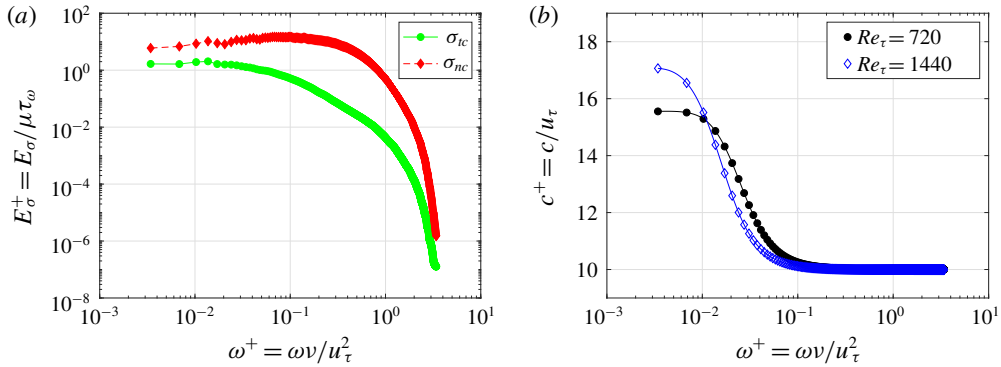 (a)
10^2
10^0
10^−2
10^−4
10^−6
10^−8
E_σ^+ = E_σ/μτ_ω
σ_tc
σ_nc
10^−3
10^−2
10^−1
10^0
10^1
ω^+ = ων/u_τ^2
(b)
18
16
14
12
10
c^+ = c/u_τ
Re_τ = 720
Re_τ = 1440
10^−3
10^−2
10^−1
10^0
10^1
ω^+ = ων/u_τ^2